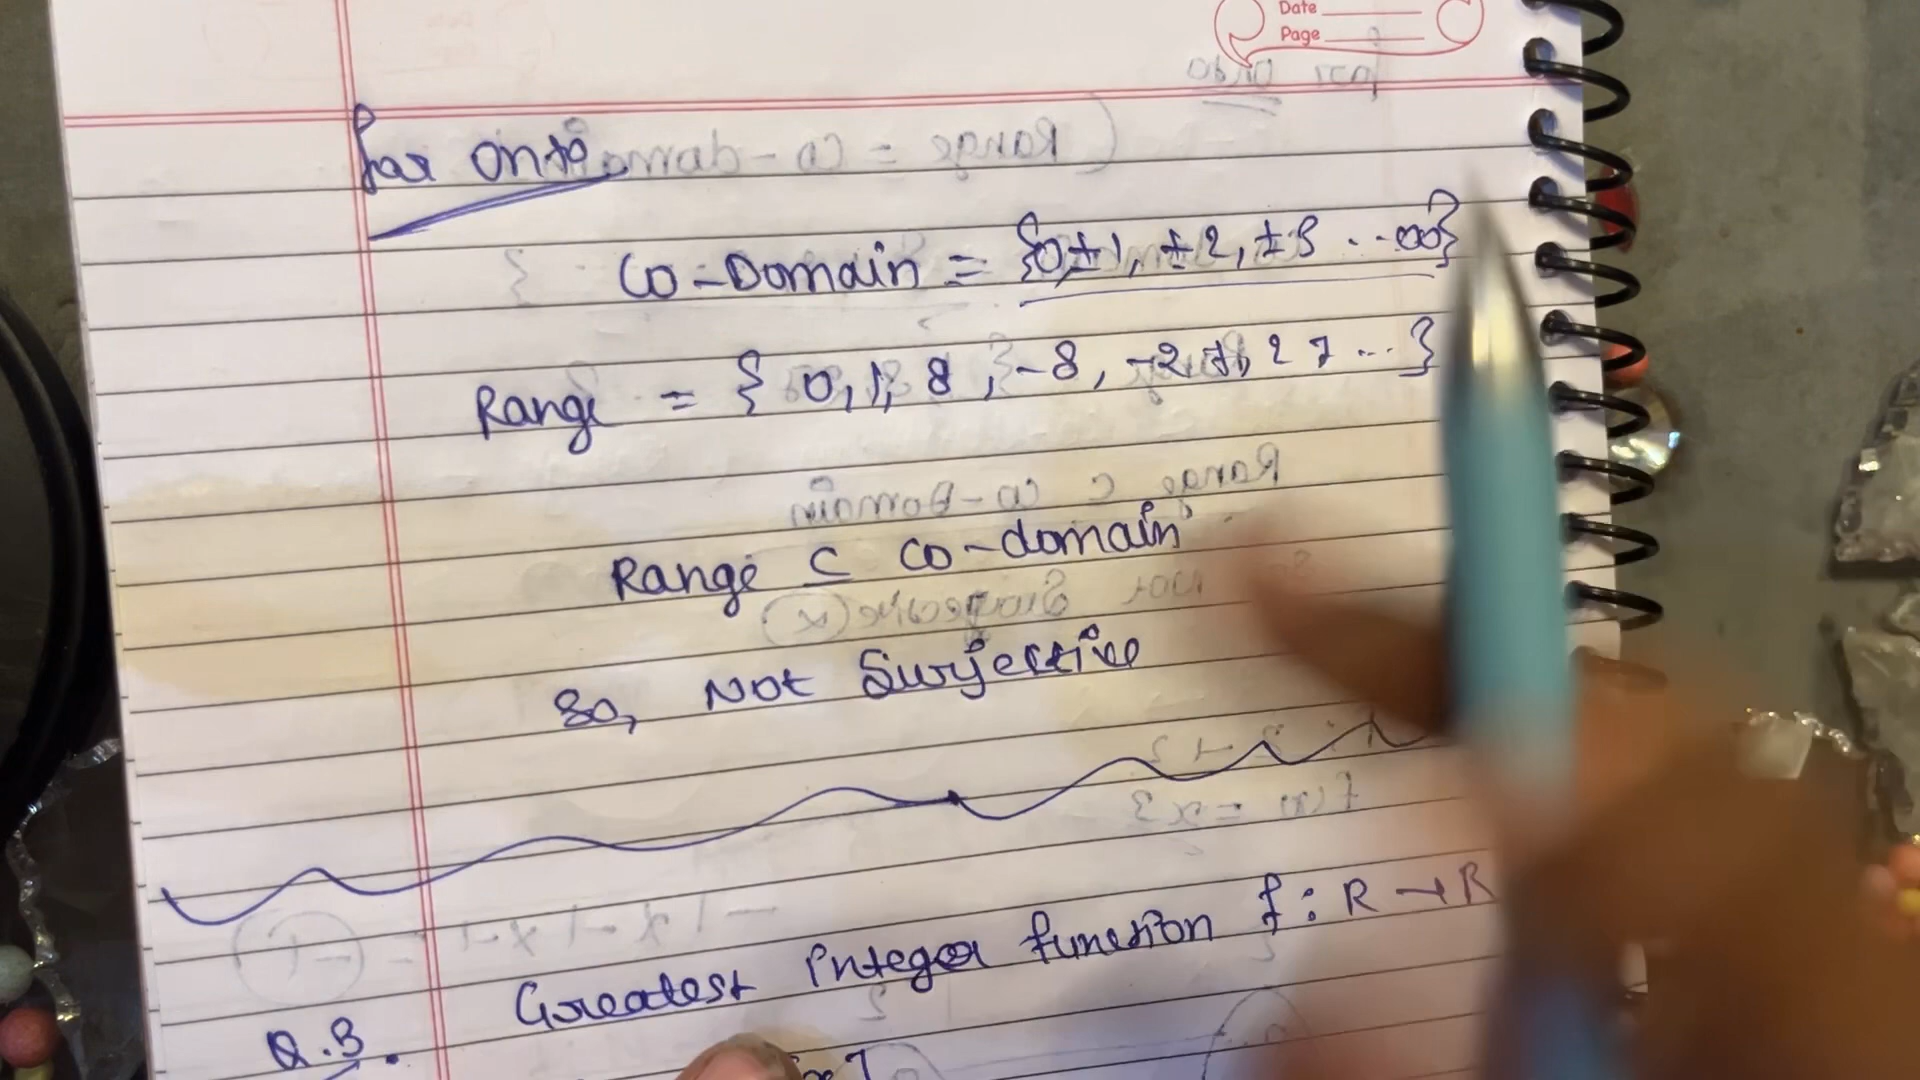 Date
Page
for onto
Co-Domain = {0,±1, ±2, ±3 ...∞}
Range = { 0, 1, 8, -8, -27, 27 ... }
Range ⊂ Co-domain
So, Not Surjective
Q.3. Greatest Integer function f : R → R